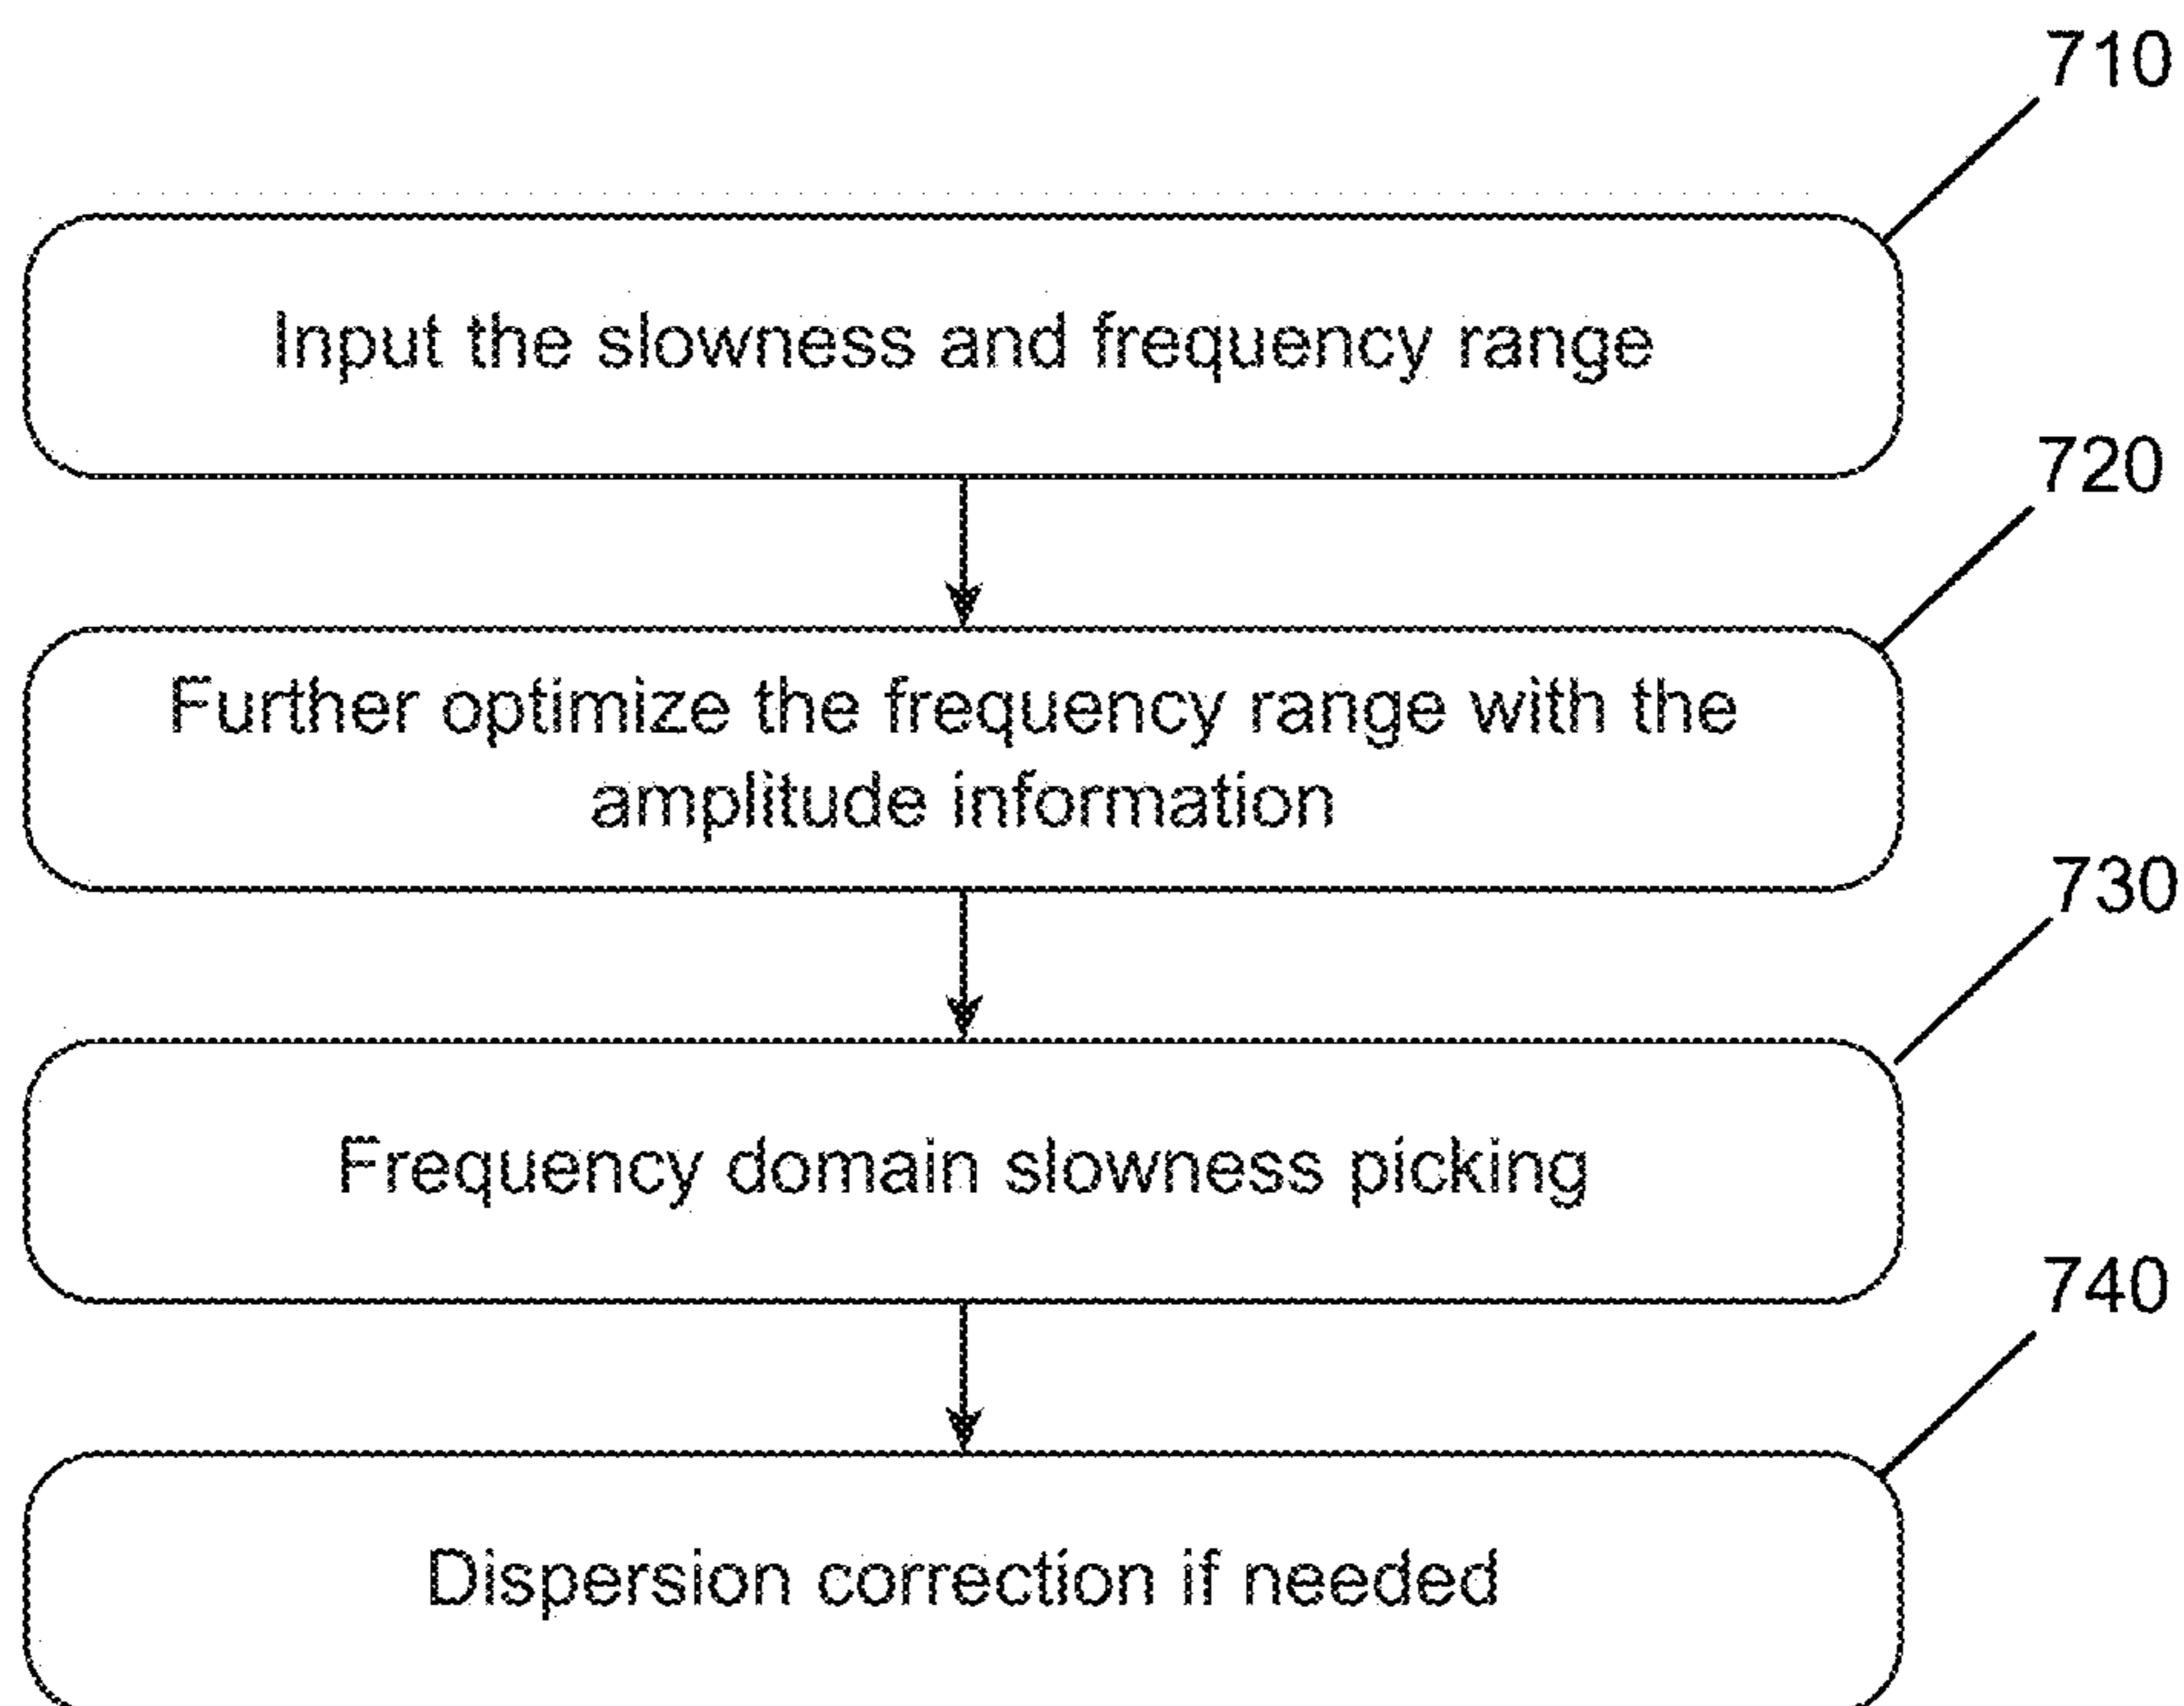 710
Input the slowness and frequency range
720
Further optimize the frequency range with the
amplitude information
730
Frequency domain slowness picking
740
Dispersion correction if needed